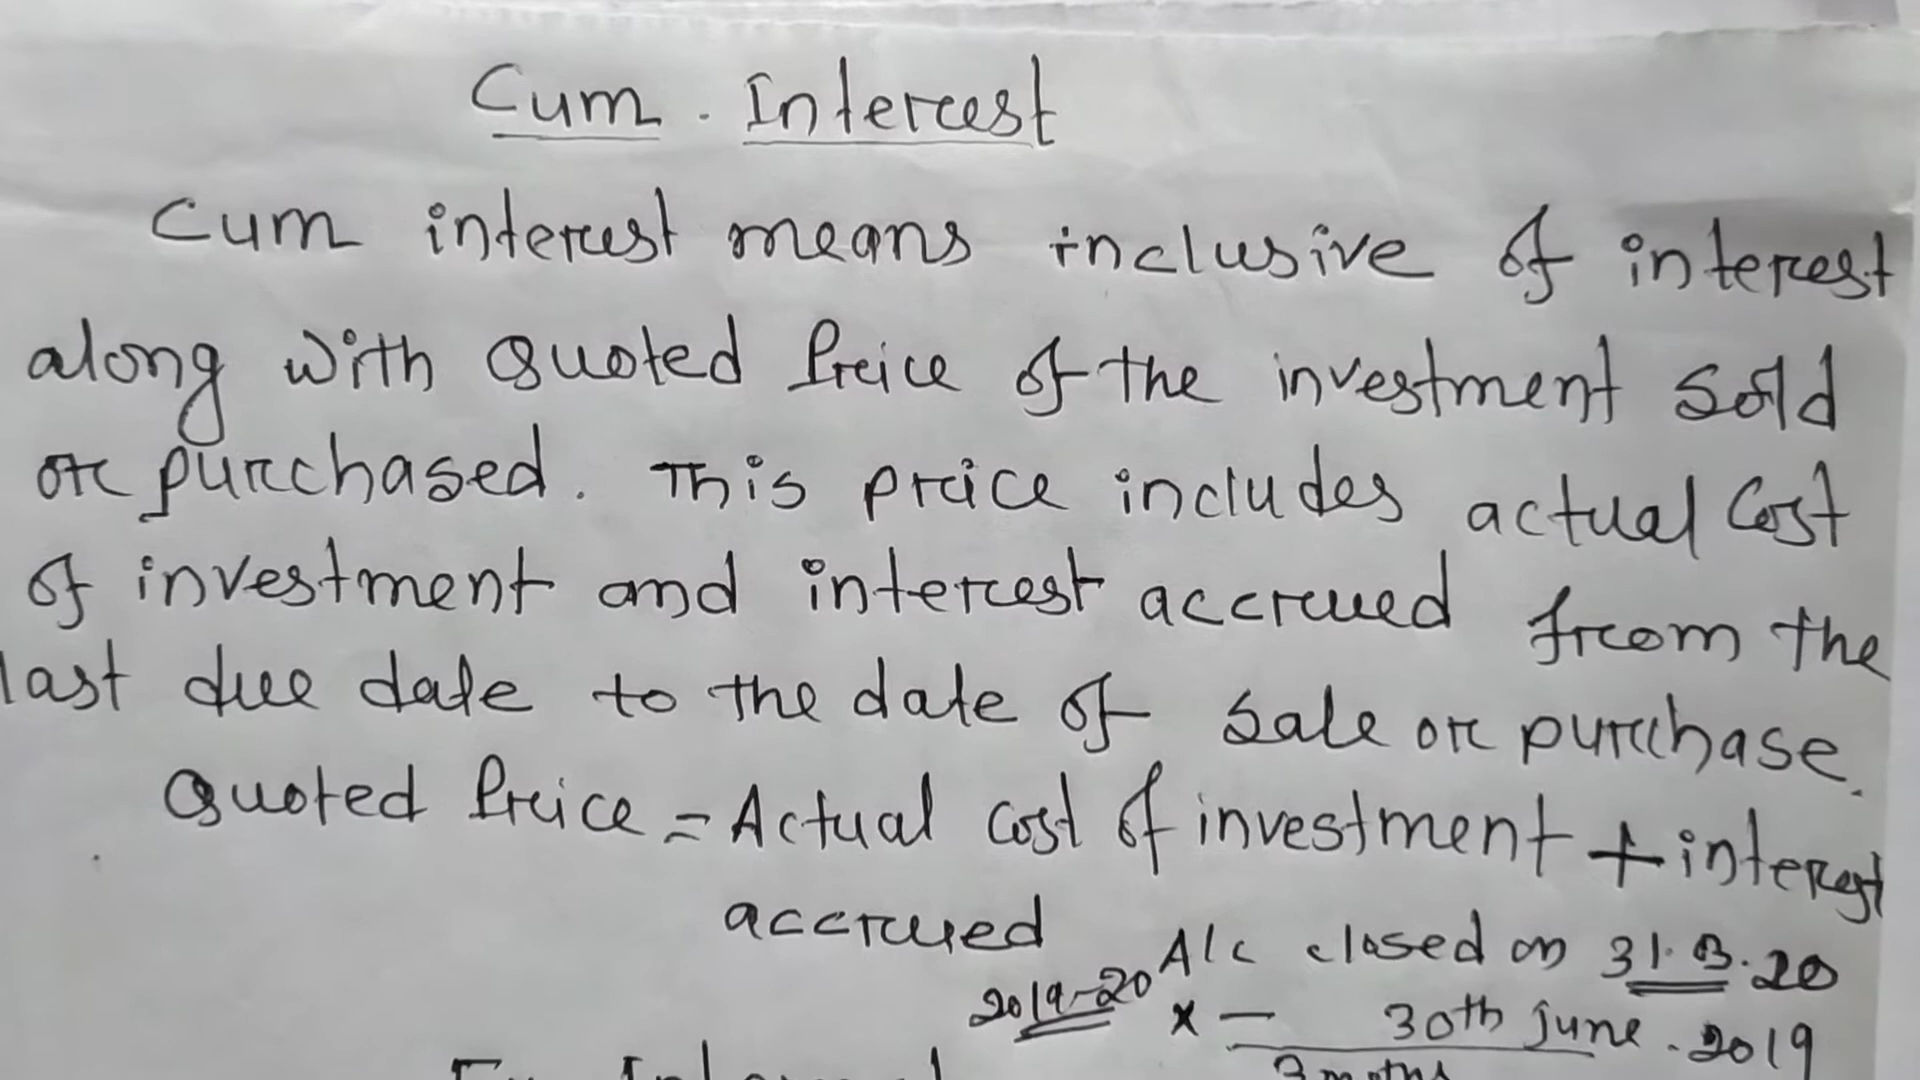 Cum. Interest
Cum interest means inclusive of interest
along with Quoted Price of the investment sold
or purchased. This price includes actual Cost
of investment and interest accrued from the
last due date to the date of sale or purchase.
Quoted Price = Actual cost of investment + interest
accrued
A/c closed on 31.3.20
2019-20
x — 30th june. 2019
3 moths